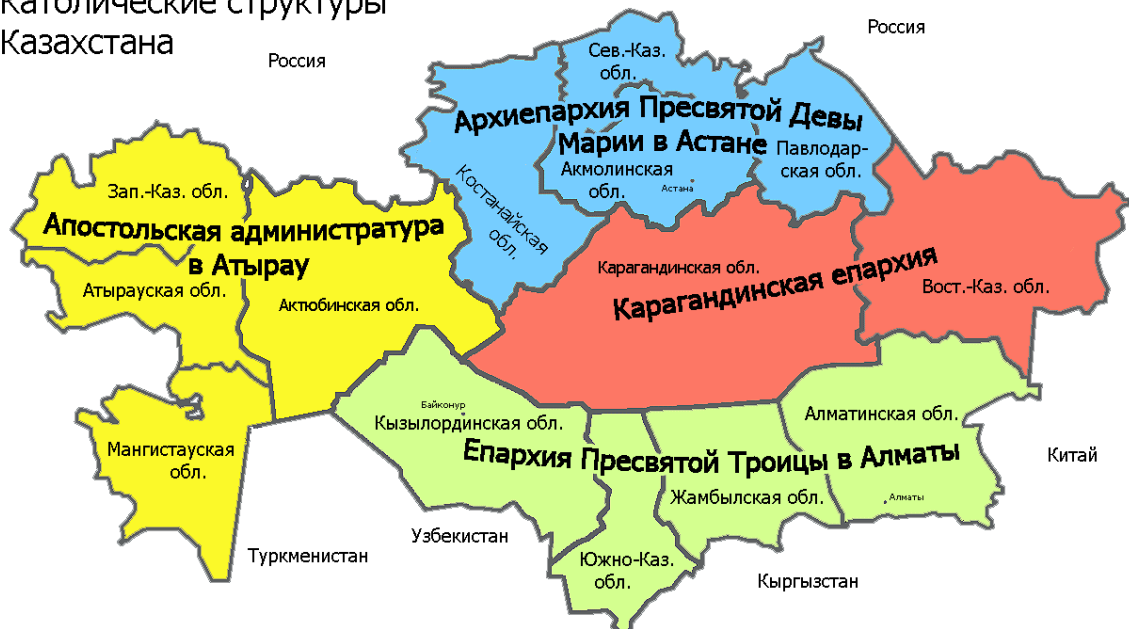 Католические структуры
Казахстана
Россия
Россия
Сев.-Каз.
обл.
Архиепархия Пресвятой Девы
Марии в Астане
Павлодар-
ская обл.
Акмолинская
обл.
Астана
Костанайская
обл.
Зап.-Каз. обл.
Апостольская администратура
в Атырау
Атырауская обл.
Актюбинская обл.
Мангистауская
обл.
Карагандинская обл.
Карагандинская епархия
Вост.-Каз. обл.
Байконур
Кызылординская обл.
Алматинская обл.
Епархия Пресвятой Троицы в Алматы
Жамбылская обл.
Алматы
Южно-Каз.
обл.
Китай
Узбекистан
Туркменистан
Кыргызстан